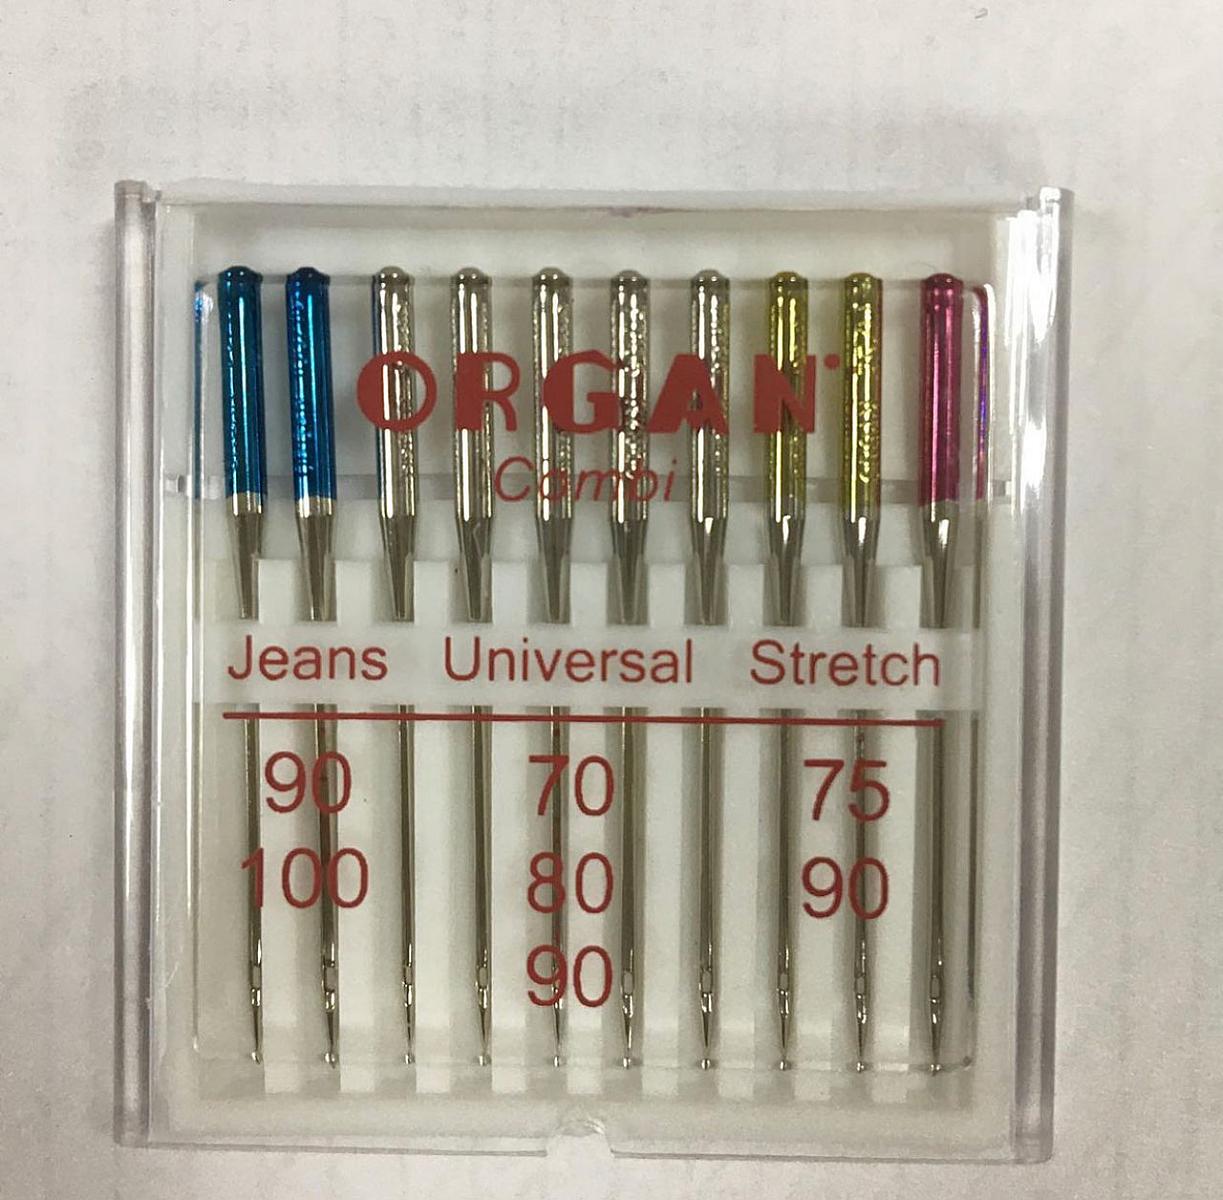 ORGAN
Combi
Jeans Universal Stretch
90 70 75
100 80 90
90